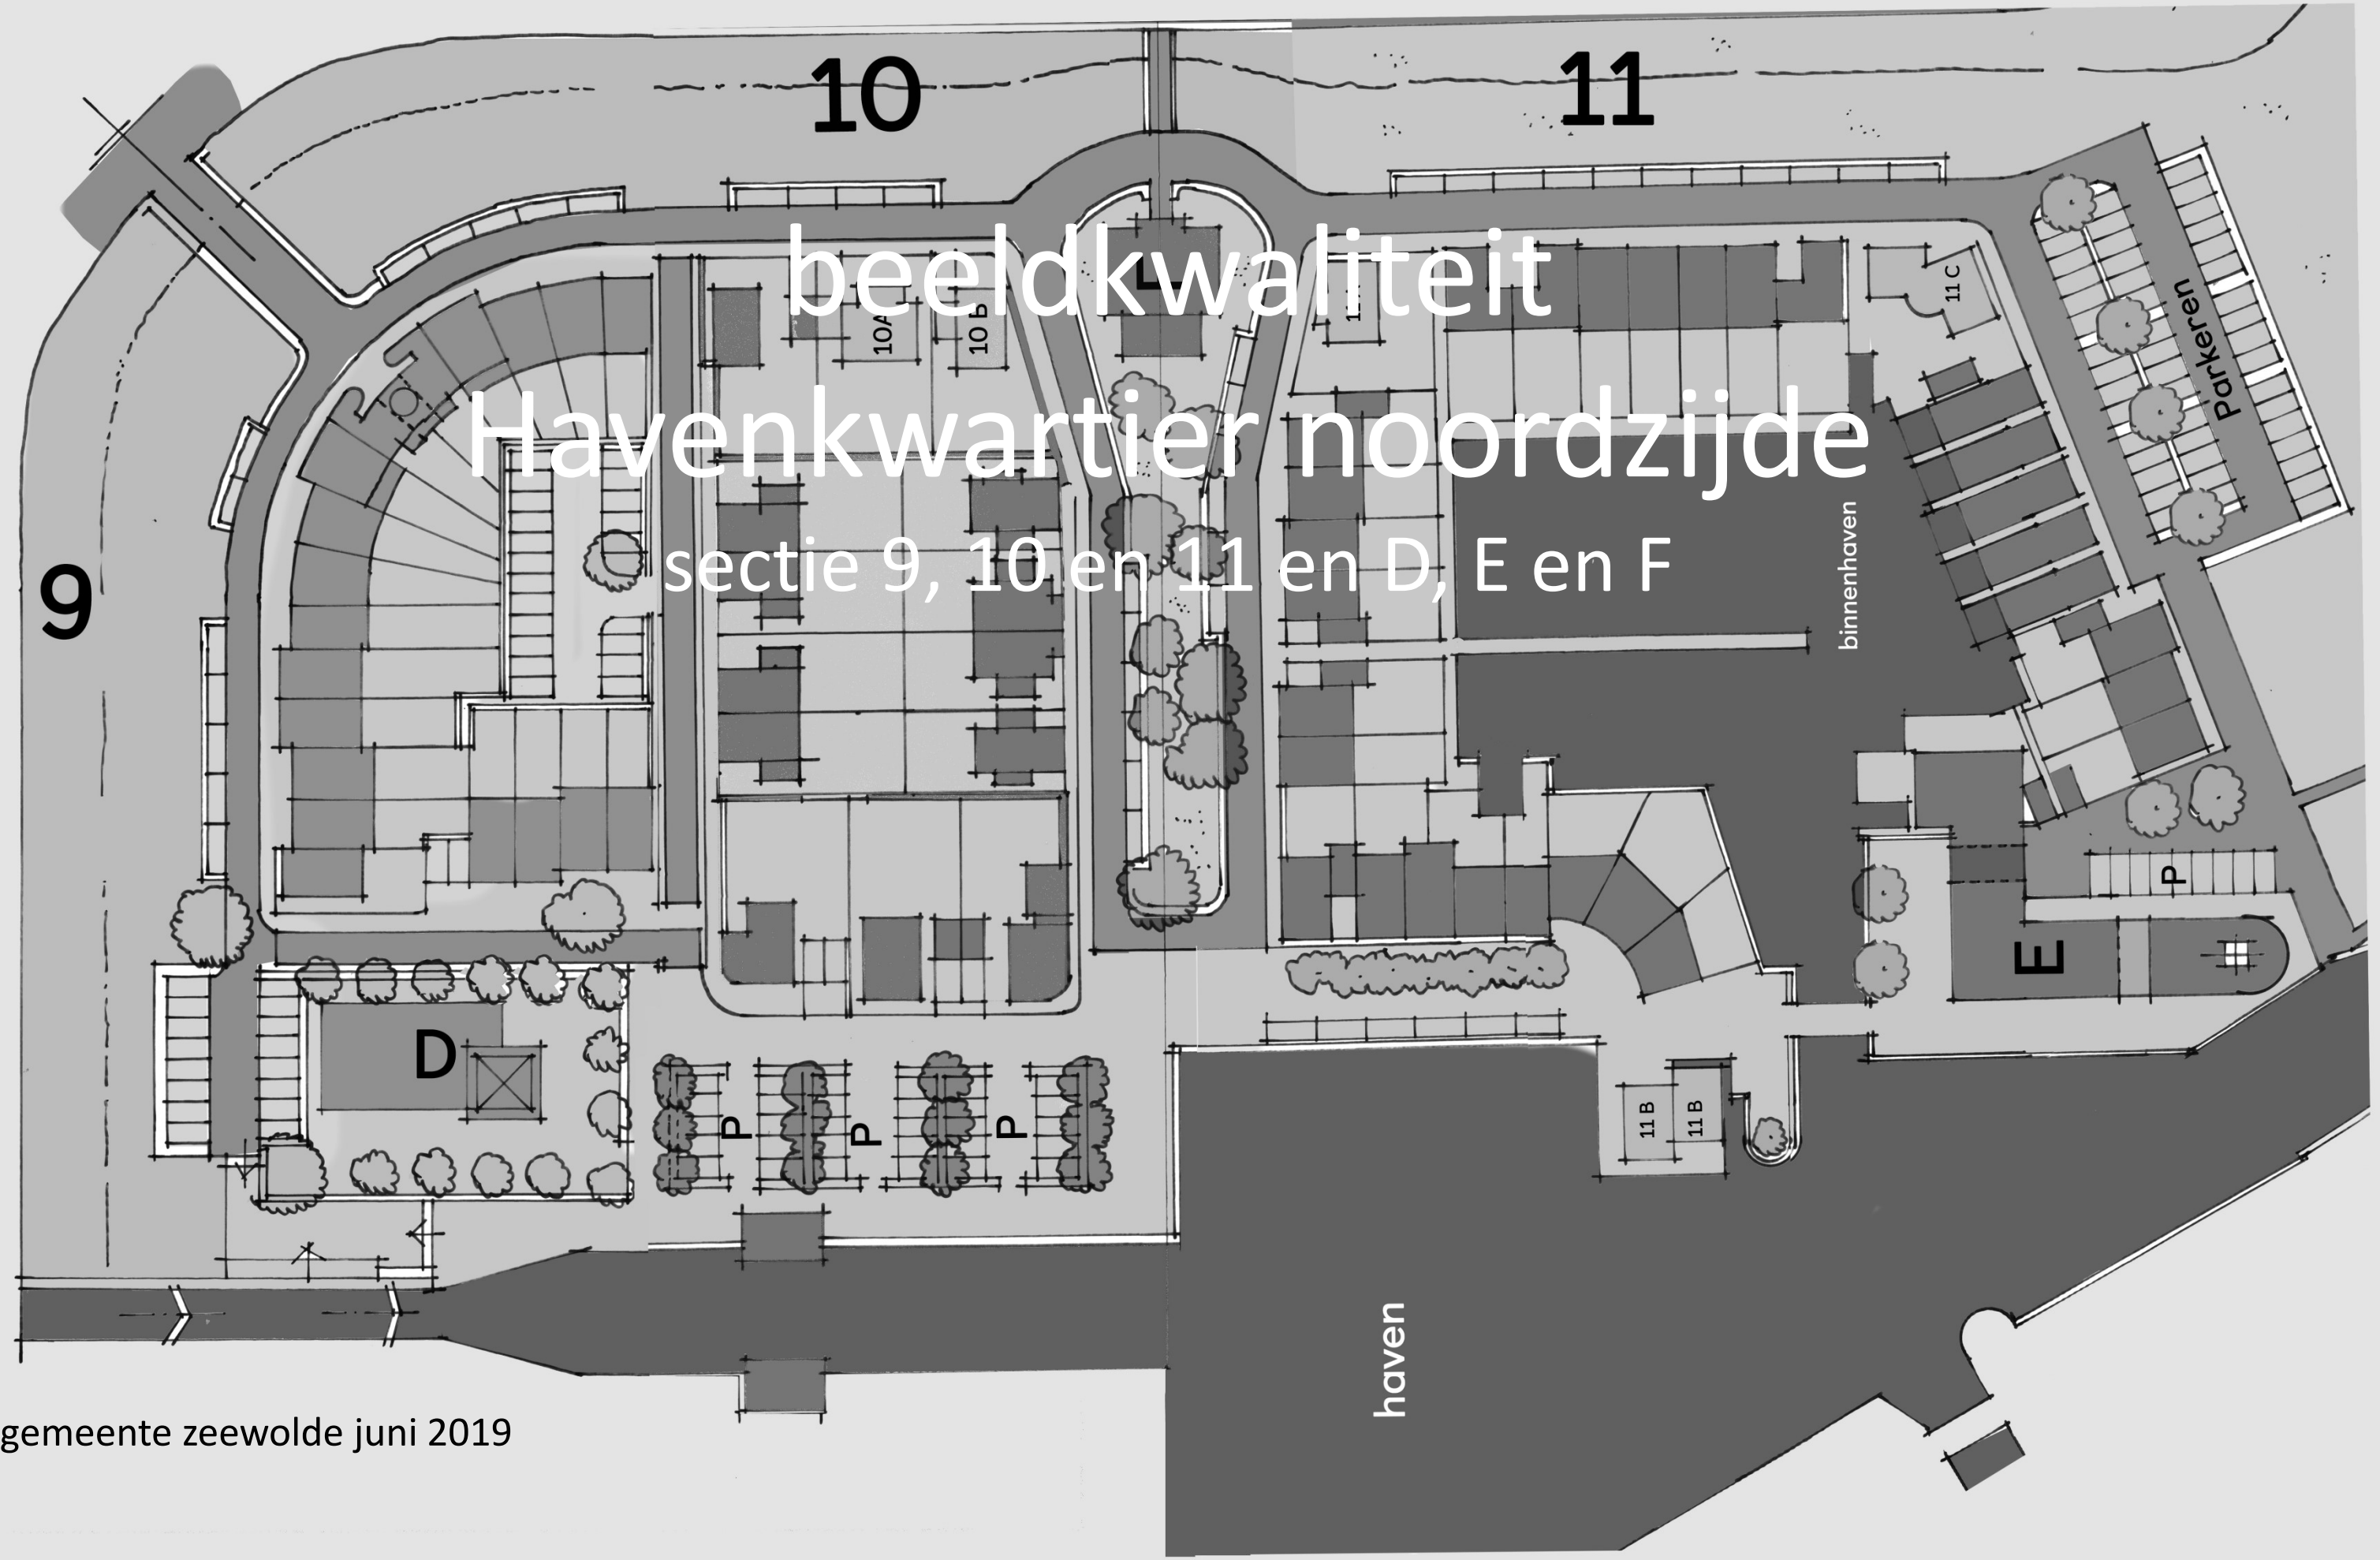 10
11
beeldkwaliteit
11 C
10A
10 B
Parkeren
Havenkwartier noordzijde
sectie 9, 10 en 11 en D, E en F
binnenhaven
9
P
E
D
P
P
P
11 B
11 B
haven
gemeente zeewolde juni 2019